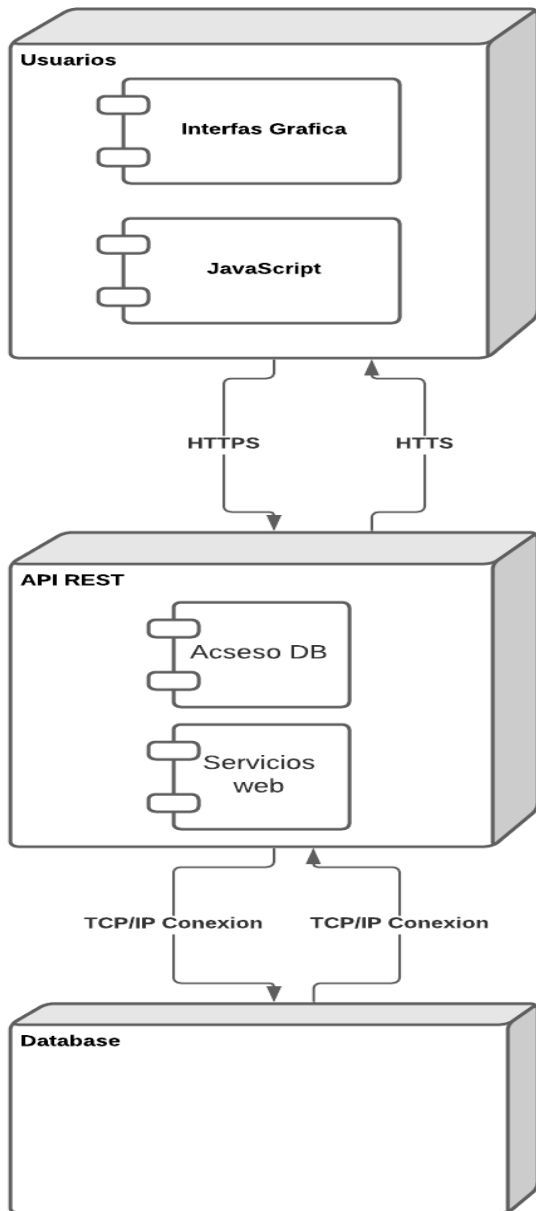 Usuarios
Interfas Grafica
JavaScript
HTTPS
HTTS
API REST
Acseso DB
Servicios
web
TCP/IP Conexion
TCP/IP Conexion
Database